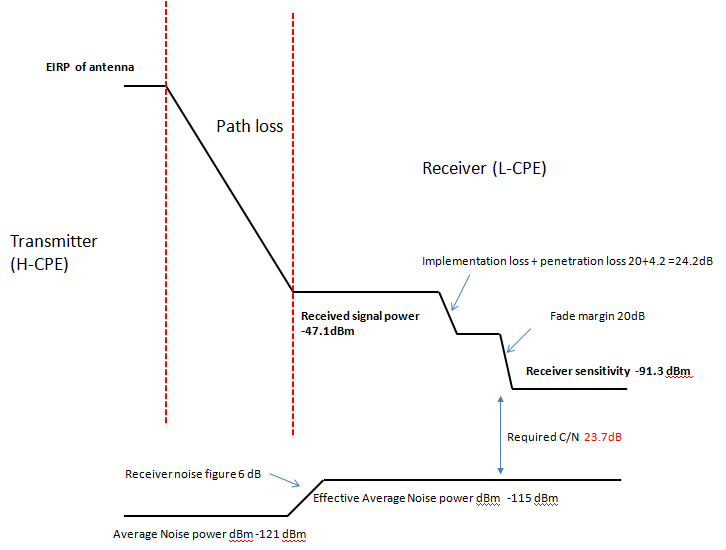 EIRP of antenna
Path loss
Receiver (L-CPE)
Transmitter
(H-CPE)
Implementation loss + penetration loss 20+4.2 =24.2dB
Received signal power
-47.1dBm
Fade margin 20dB
Receiver sensitivity -91.3 dBm
Required C/N 23.7dB
Receiver noise figure 6 dB
Effective Average Noise power dBm -115 dBm
Average Noise power dBm -121 dBm